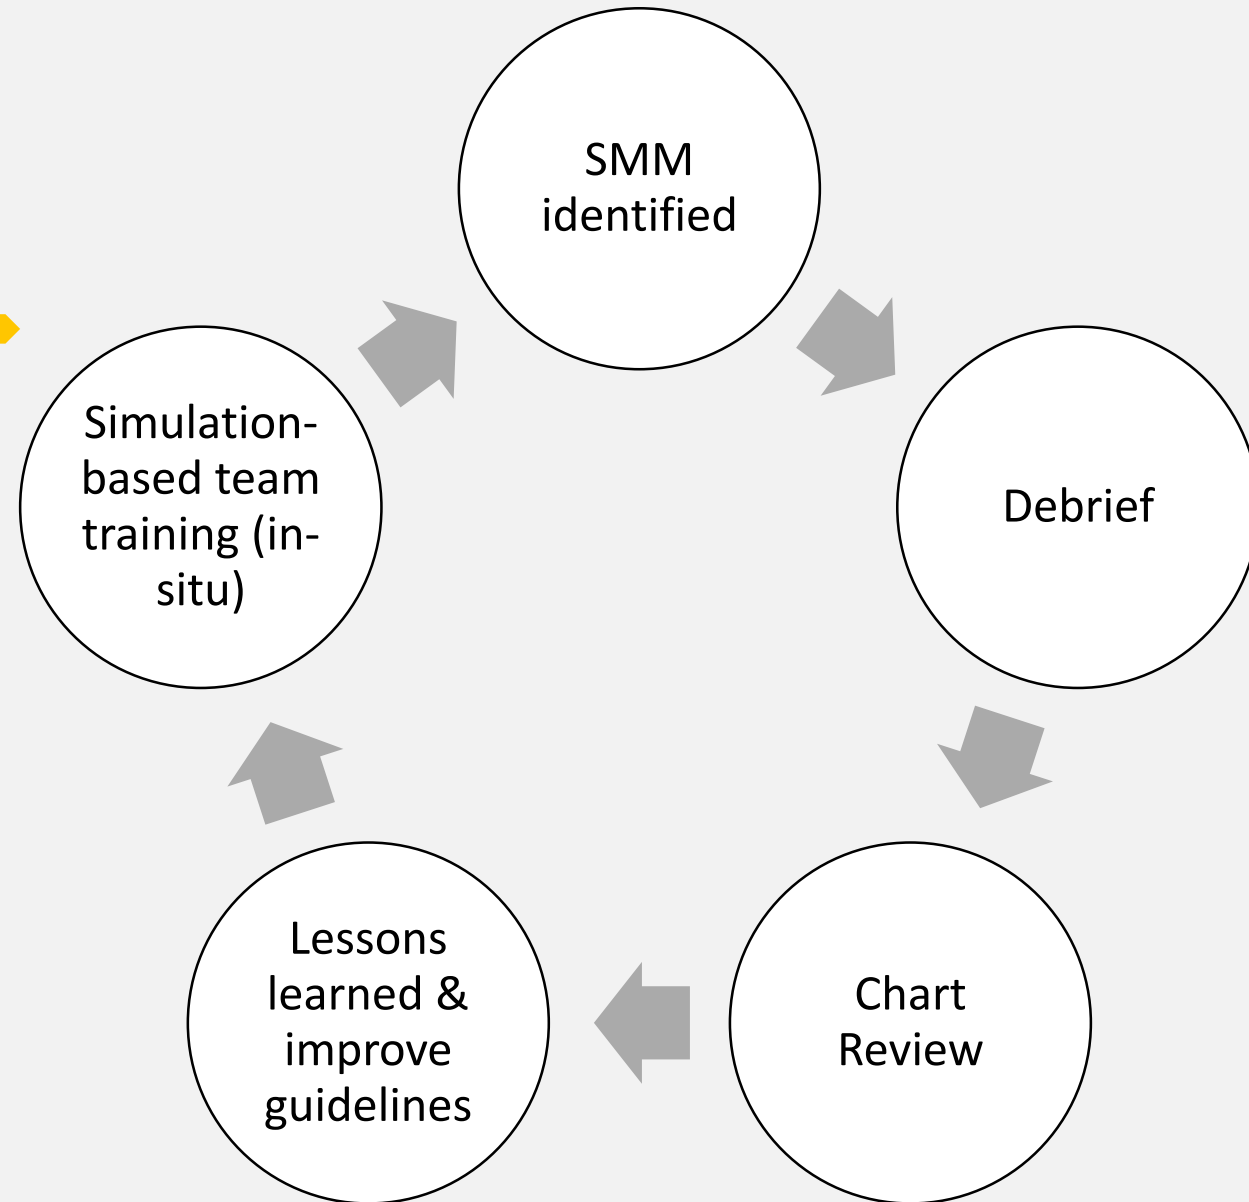 SMM
identified
Debrief
Chart
Review
Lessons
learned &
improve
guidelines
Simulation-
based team
training (in-
situ)